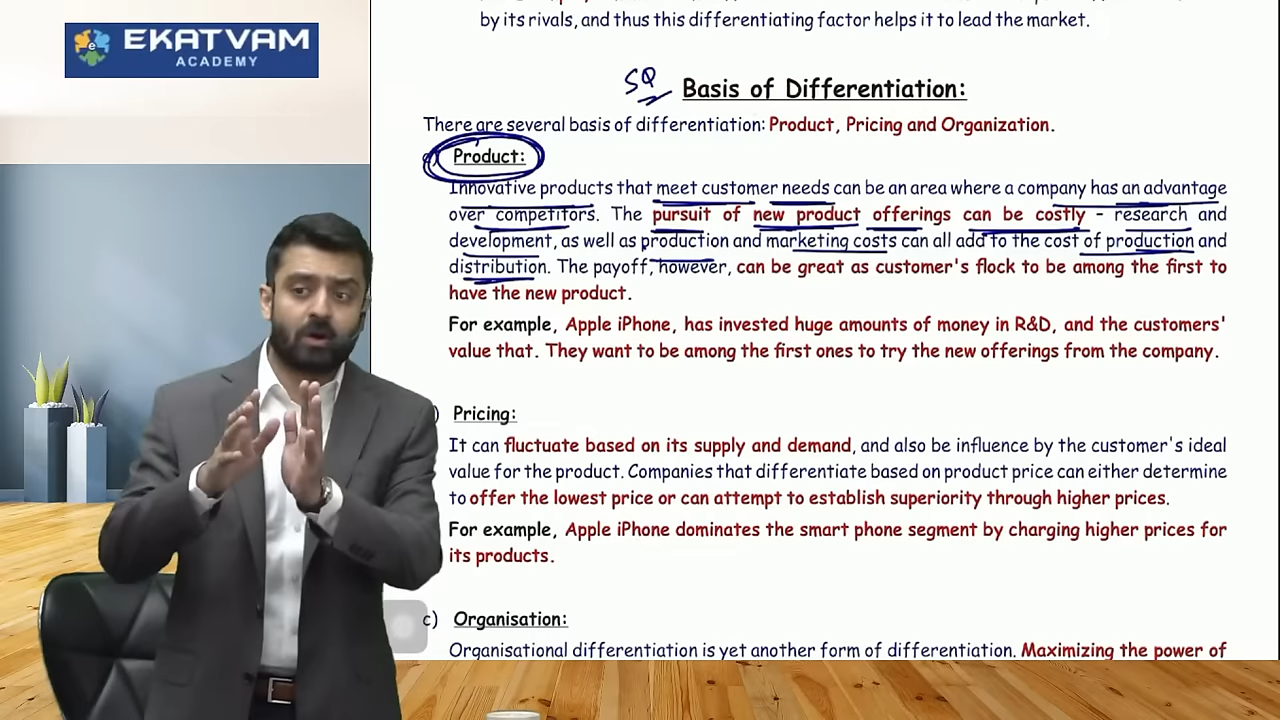 EKATVAM
ACADEMY
by its rivals, and thus this differentiating factor helps it to lead the market.
SQ
Basis of Differentiation:
There are several basis of differentiation: Product, Pricing and Organization.
Product:
Innovative products that meet customer needs can be an area where a company has an advantage
over competitors. The pursuit of new product offerings can be costly - research and
development, as well as production and marketing costs can all add to the cost of production and
distribution. The payoff, however, can be great as customer's flock to be among the first to
have the new product.
For example, Apple iPhone, has invested huge amounts of money in R&D, and the customers'
value that. They want to be among the first ones to try the new offerings from the company.
) Pricing:
It can fluctuate based on its supply and demand, and also be influence by the customer's ideal
value for the product. Companies that differentiate based on product price can either determine
to offer the lowest price or can attempt to establish superiority through higher prices.
For example, Apple iPhone dominates the smart phone segment by charging higher prices for
its products.
c) Organisation:
Organisational differentiation is yet another form of differentiation. Maximizing the power of